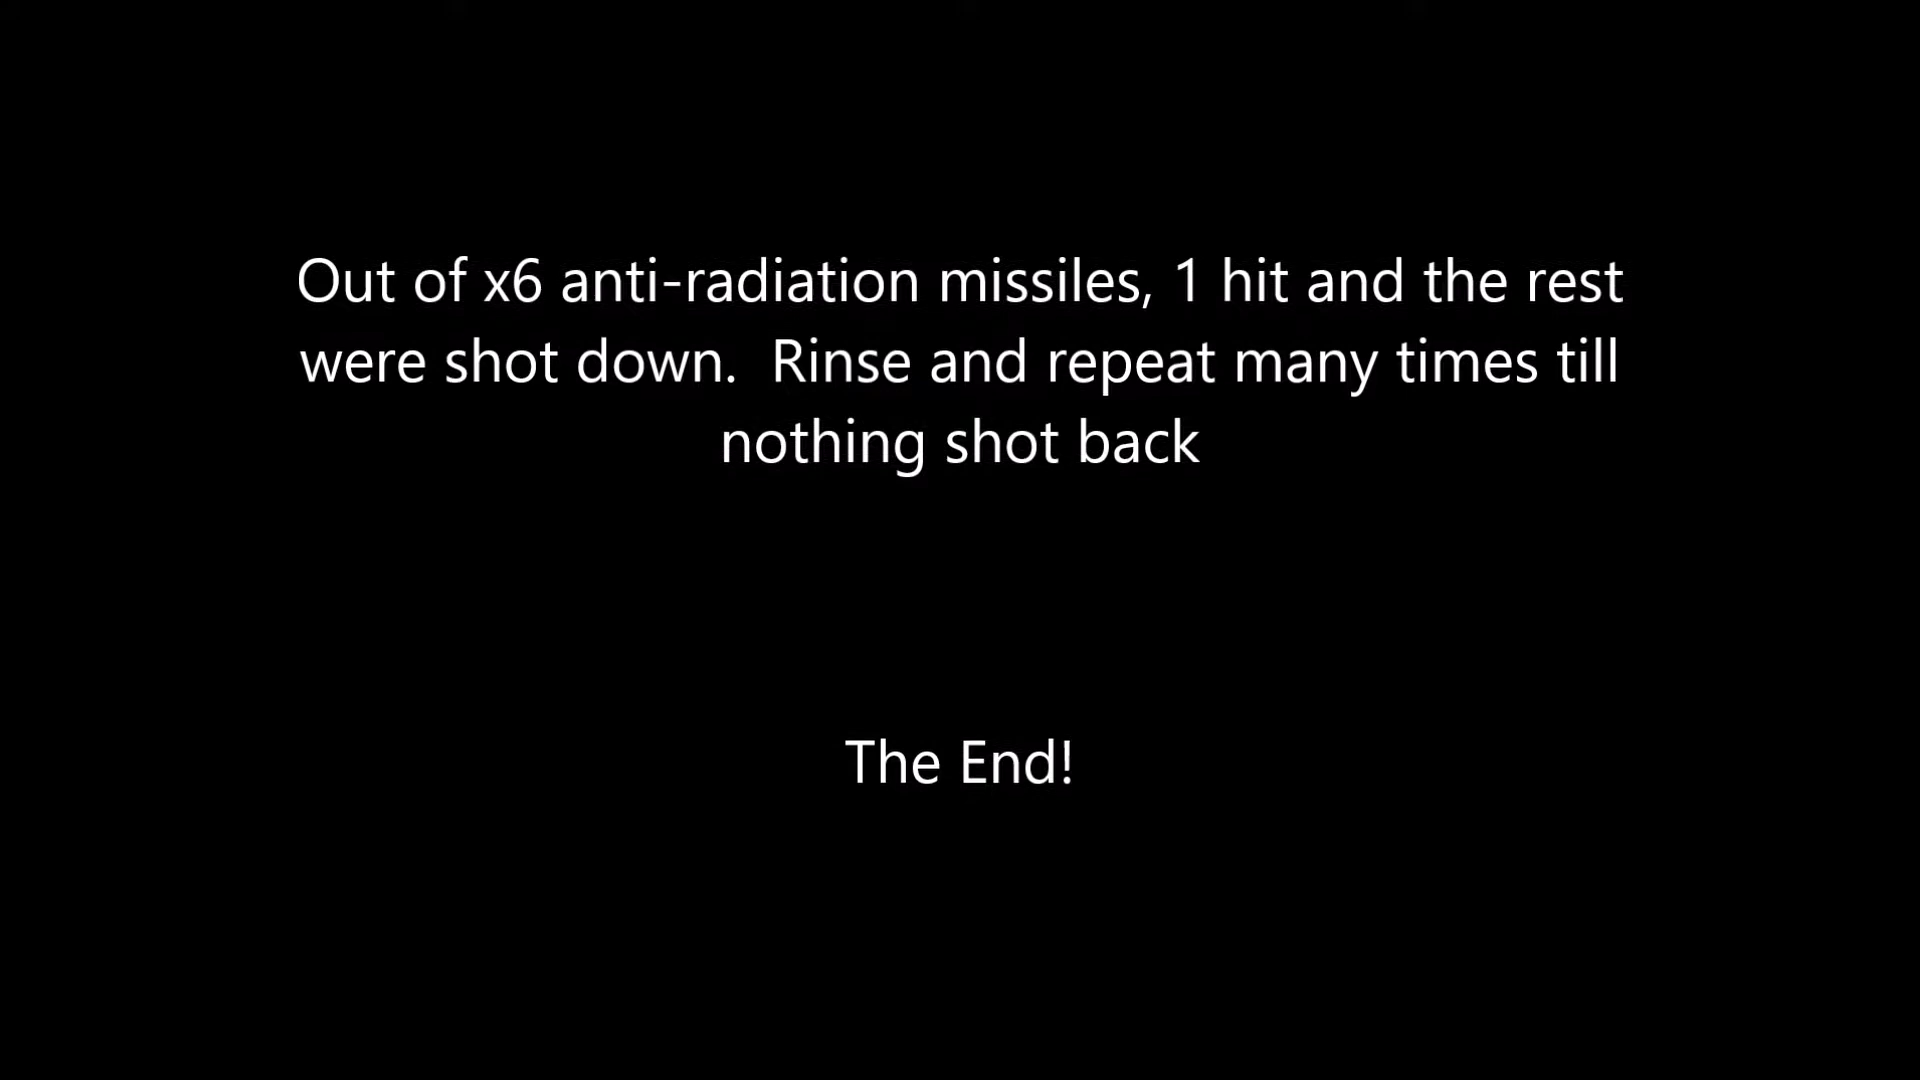 Out of x6 anti-radiation missiles, 1 hit and the rest
were shot down.  Rinse and repeat many times till
nothing shot back
The End!